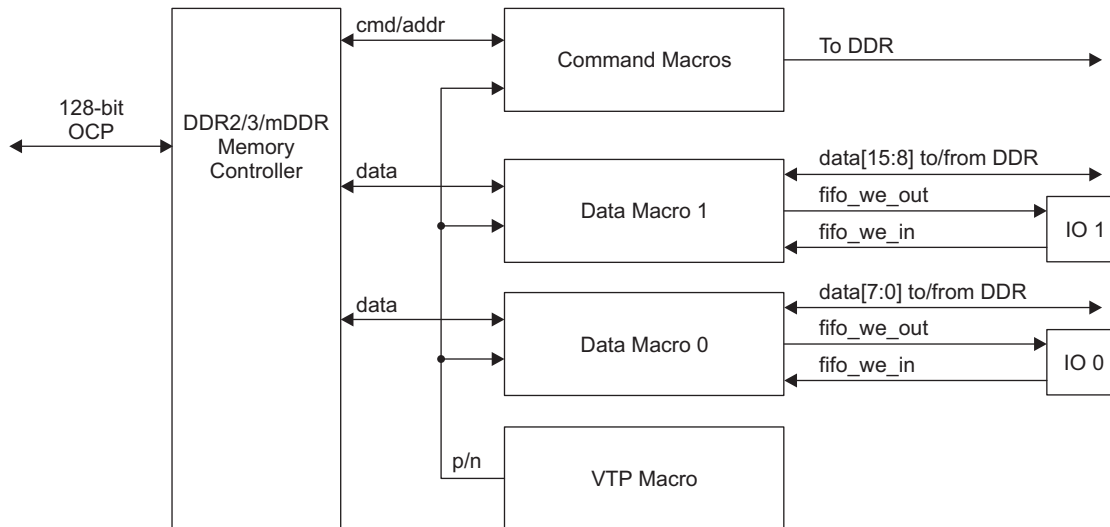 cmd/addr
Command Macros
To DDR
128-bit
OCP
DDR2/3/mDDR
Memory
Controller
data
Data Macro 1
data[15:8] to/from DDR
fifo_we_out
fifo_we_in
IO 1
data
Data Macro 0
data[7:0] to/from DDR
fifo_we_out
fifo_we_in
IO 0
p/n
VTP Macro